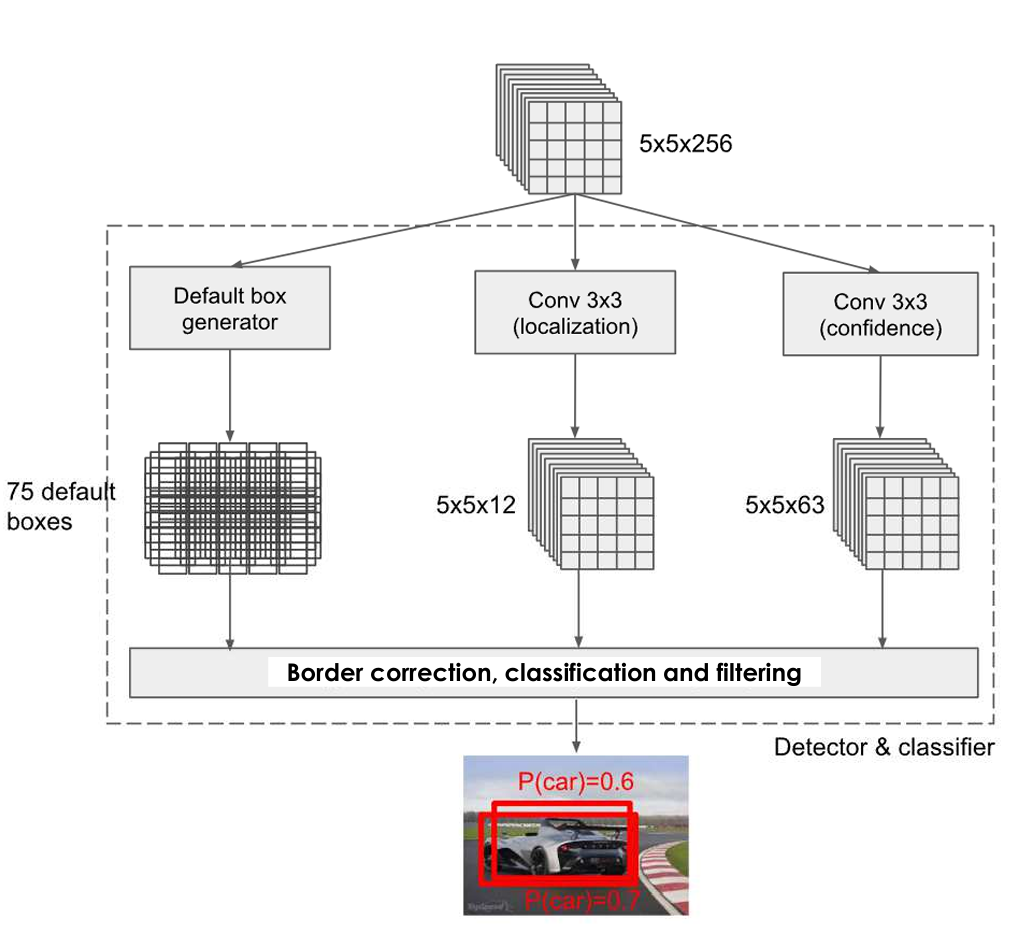 5x5x256
Default box
generator
Conv 3x3
(localization)
Conv 3x3
(confidence)
75 default
boxes
5x5x12
5x5x63
Border correction, classification and filtering
Detector & classifier
P(car)=0.6
P(car)=0.7